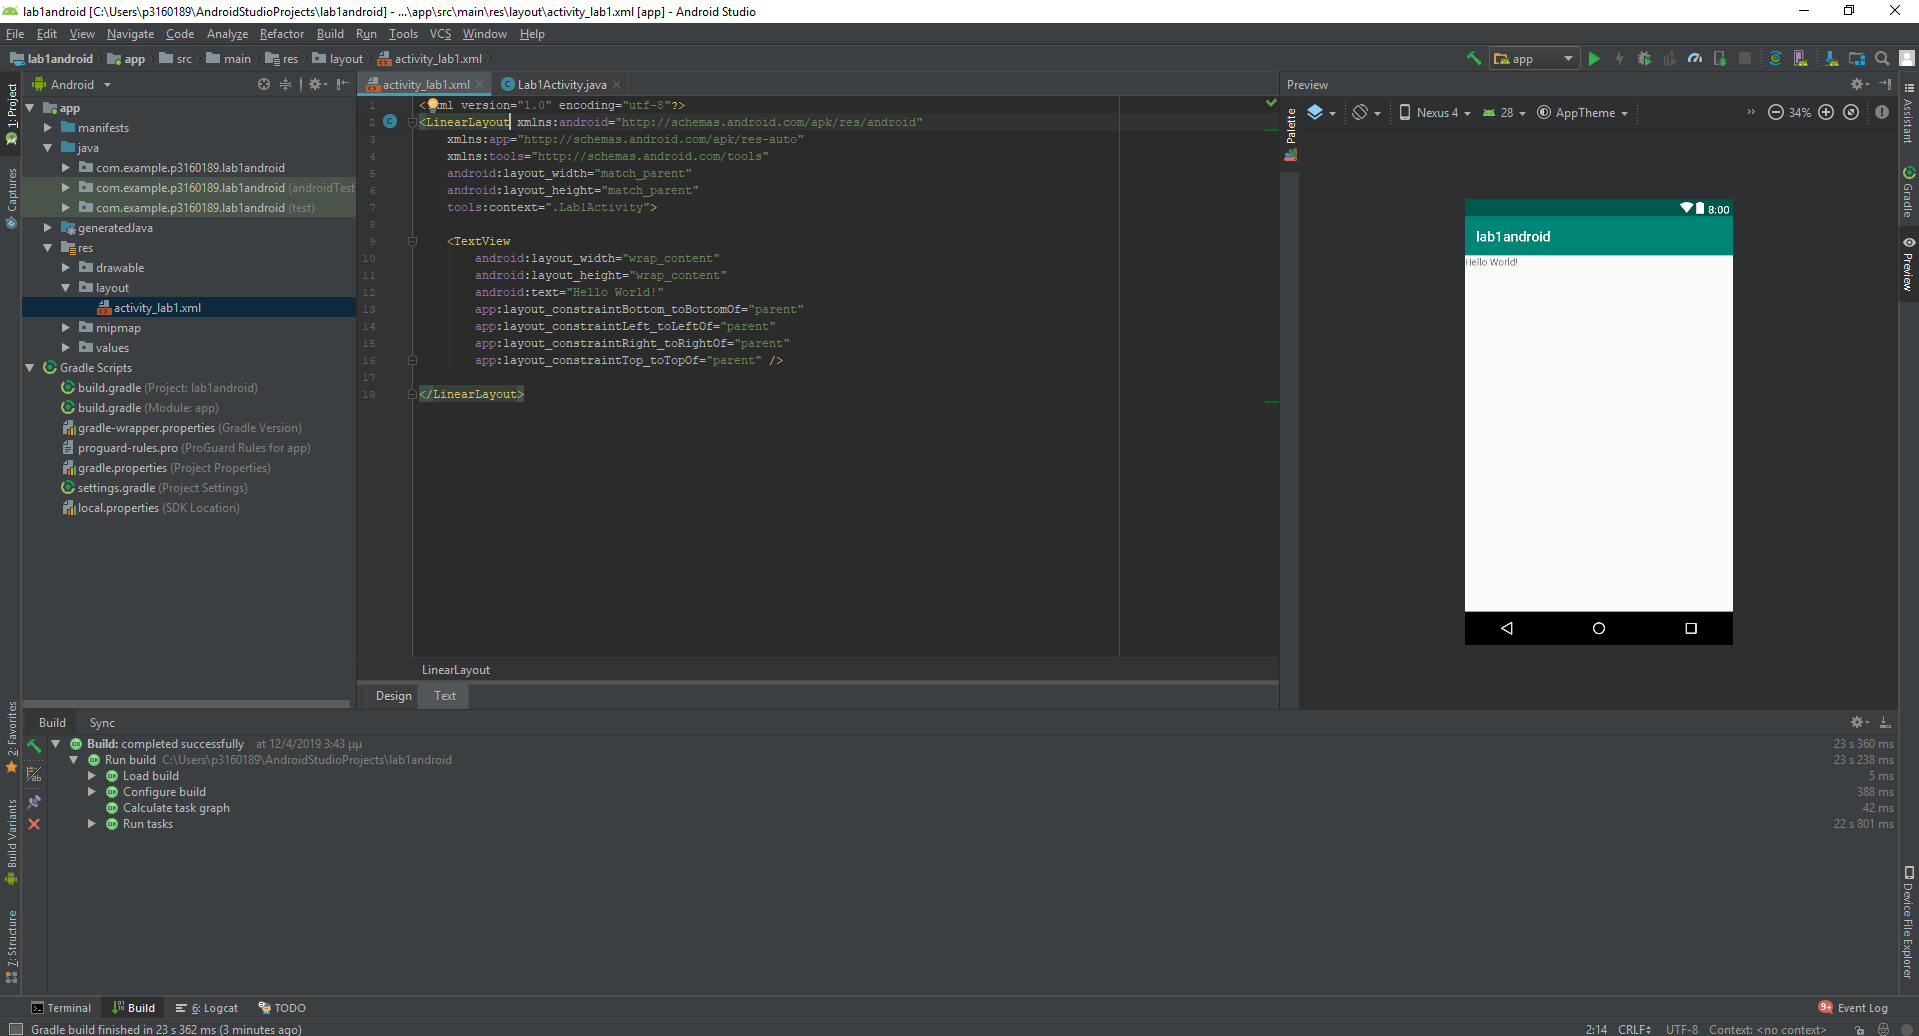 lab1android [C:\Users\p3160189\AndroidStudioProjects\lab1android] - ...\app\src\main\res\layout\activity_lab1.xml [app] - Android Studio
File Edit View Navigate Code Analyze Refactor Build Run Tools VCS Window Help
lab1android app src main res layout activity_lab1.xml
app
Android
activity_lab1.xml Lab1Activity.java
Preview
1: Project
Captures
2: Favorites
Build Variants
7: Structure
app
manifests
java
com.example.p3160189.lab1android
com.example.p3160189.lab1android (androidTest
com.example.p3160189.lab1android (test)
generatedJava
res
drawable
layout
activity_lab1.xml
mipmap
values
Gradle Scripts
build.gradle (Project: lab1android)
build.gradle (Module: app)
gradle-wrapper.properties (Gradle Version)
proguard-rules.pro (ProGuard Rules for app)
gradle.properties (Project Properties)
settings.gradle (Project Settings)
local.properties (SDK Location)
1 <?xml version="1.0" encoding="utf-8"?>
2 <LinearLayout xmlns:android="http://schemas.android.com/apk/res/android"
3 xmlns:app="http://schemas.android.com/apk/res-auto"
4 xmlns:tools="http://schemas.android.com/tools"
5 android:layout_width="match_parent"
6 android:layout_height="match_parent"
7 tools:context=".Lab1Activity">
8
9 <TextView
10 android:layout_width="wrap_content"
11 android:layout_height="wrap_content"
12 android:text="Hello World!"
13 app:layout_constraintBottom_toBottomOf="parent"
14 app:layout_constraintLeft_toLeftOf="parent"
15 app:layout_constraintRight_toRightOf="parent"
16 app:layout_constraintTop_toTopOf="parent" />
17
18 </LinearLayout>
LinearLayout
Design Text
Palette
Nexus 4 28 AppTheme » 34%
8:00
lab1android
Hello World!
Assistant
Gradle
Preview
Device File Explorer
Build Sync
Build: completed successfully at 12/4/2019 3:43 μμ 23 s 360 ms
Run build C:\Users\p3160189\AndroidStudioProjects\lab1android 23 s 238 ms
Load build 5 ms
Configure build 388 ms
Calculate task graph 42 ms
Run tasks 22 s 801 ms
Terminal Build 6: Logcat TODO 9+ Event Log
Gradle build finished in 23 s 362 ms (3 minutes ago) 2:14 CRLF UTF-8 Context: <no context>